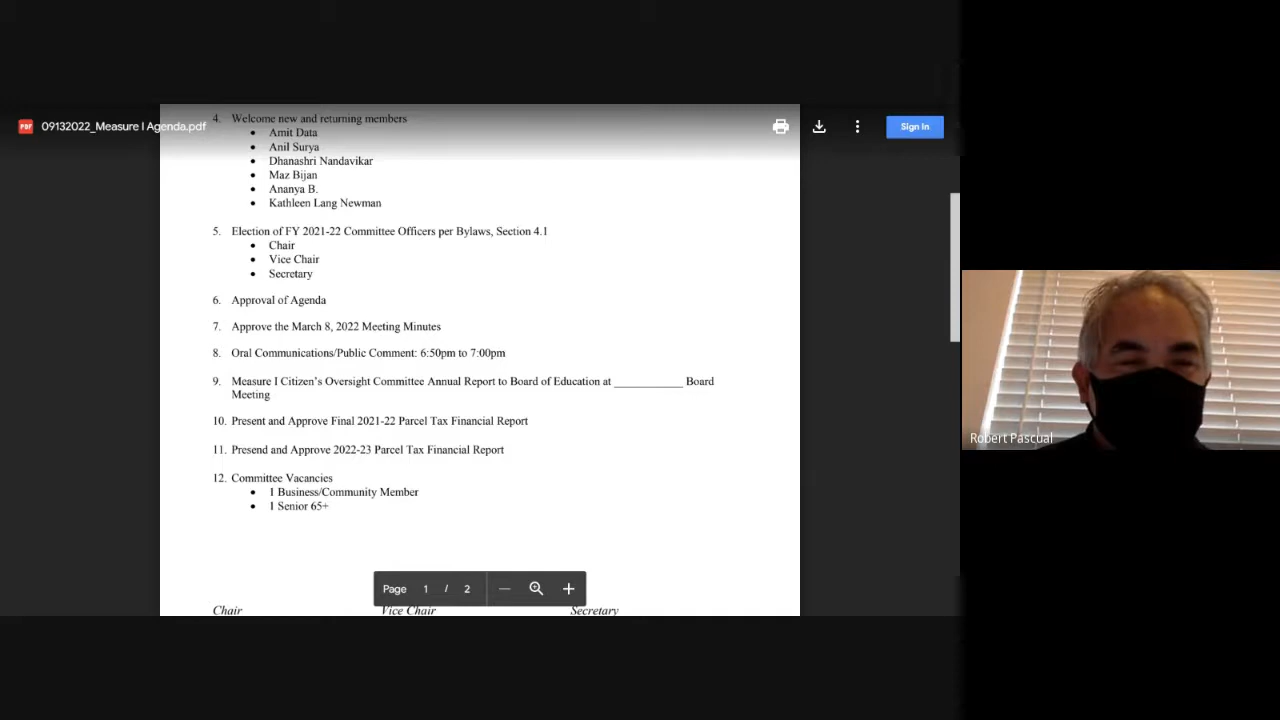 4. Welcome new and returning members
09132022_Measure I Agenda.pdf
Sign In
• Amit Data
• Anil Surya
• Dhanashri Nandavikar
• Maz Bijan
• Ananya B.
• Kathleen Lang Newman
5. Election of FY 2021-22 Committee Officers per Bylaws, Section 4.1
• Chair
• Vice Chair
• Secretary
6. Approval of Agenda
7. Approve the March 8, 2022 Meeting Minutes
8. Oral Communications/Public Comment: 6:50pm to 7:00pm
9. Measure I Citizen’s Oversight Committee Annual Report to Board of Education at ____________ Board
Meeting
10. Present and Approve Final 2021-22 Parcel Tax Financial Report
11. Presend and Approve 2022-23 Parcel Tax Financial Report
12. Committee Vacancies
• 1 Business/Community Member
• 1 Senior 65+
Page 1 / 2
Chair Vice Chair Secretary
Robert Pascual
PDF